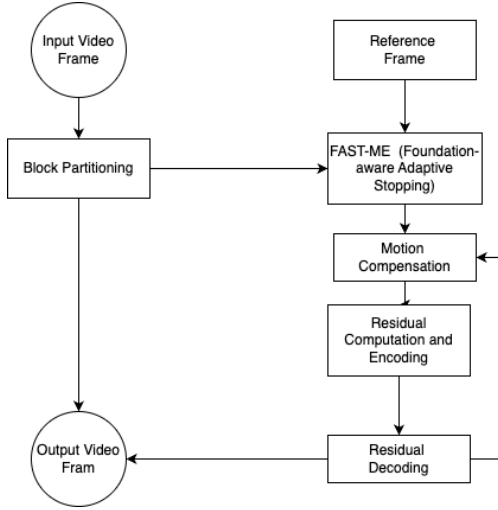 Input Video
Frame
Reference
Frame
Block Partitioning
FAST-ME (Foundation-
aware Adaptive
Stopping)
Motion
Compensation
Residual
Computation and
Encoding
Output Video
Fram
Residual
Decoding